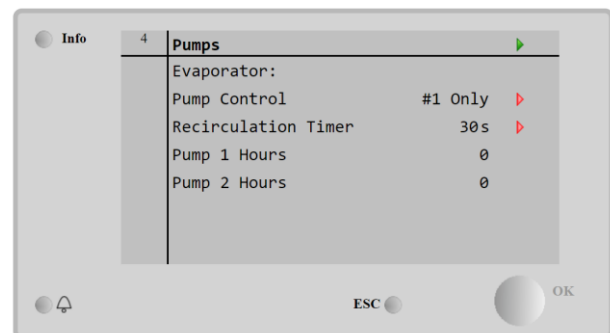 Info
4 Pumps
Evaporator:
Pump Control #1 Only
Recirculation Timer 30s
Pump 1 Hours 0
Pump 2 Hours 0
ESC
OK